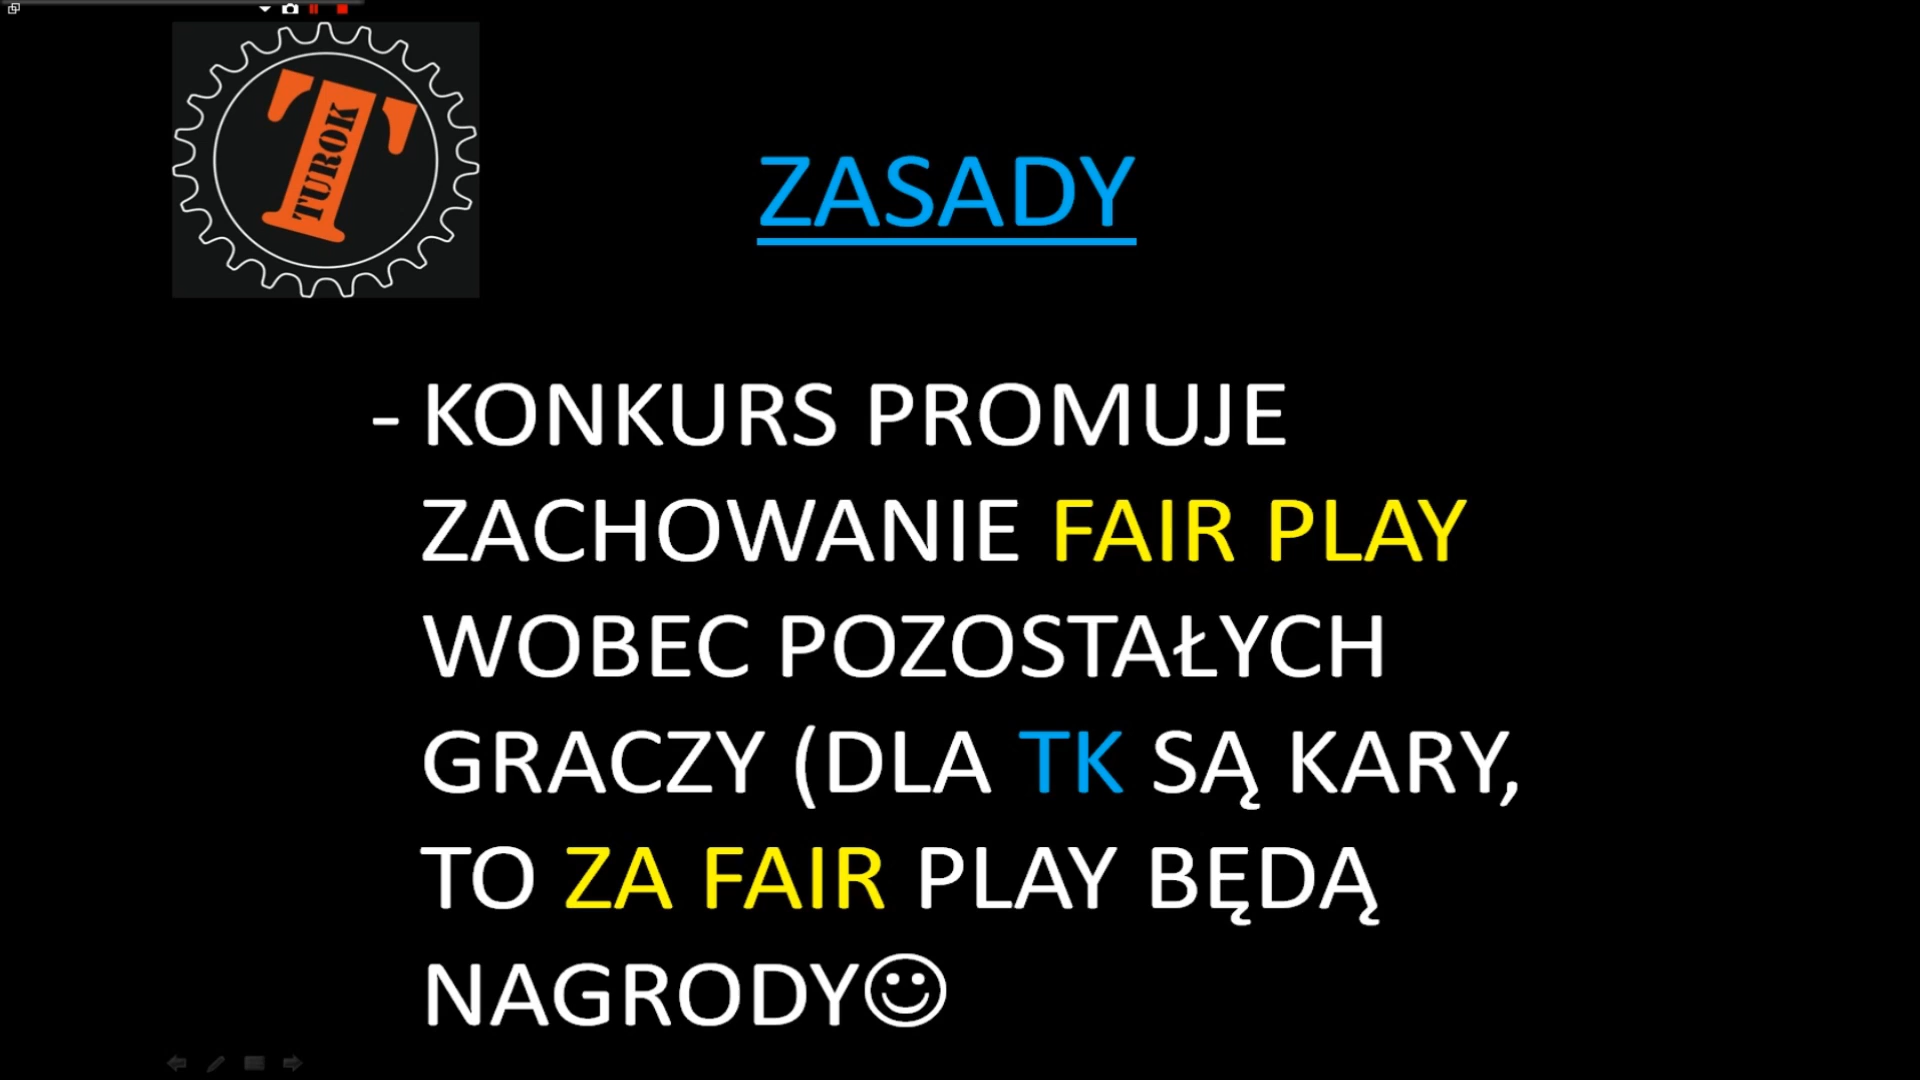 TUROK
ZASADY
- KONKURS PROMUJE
ZACHOWANIE FAIR PLAY
WOBEC POZOSTAŁYCH
GRACZY (DLA TK SĄ KARY,
TO ZA FAIR PLAY BĘDĄ
NAGRODY☺